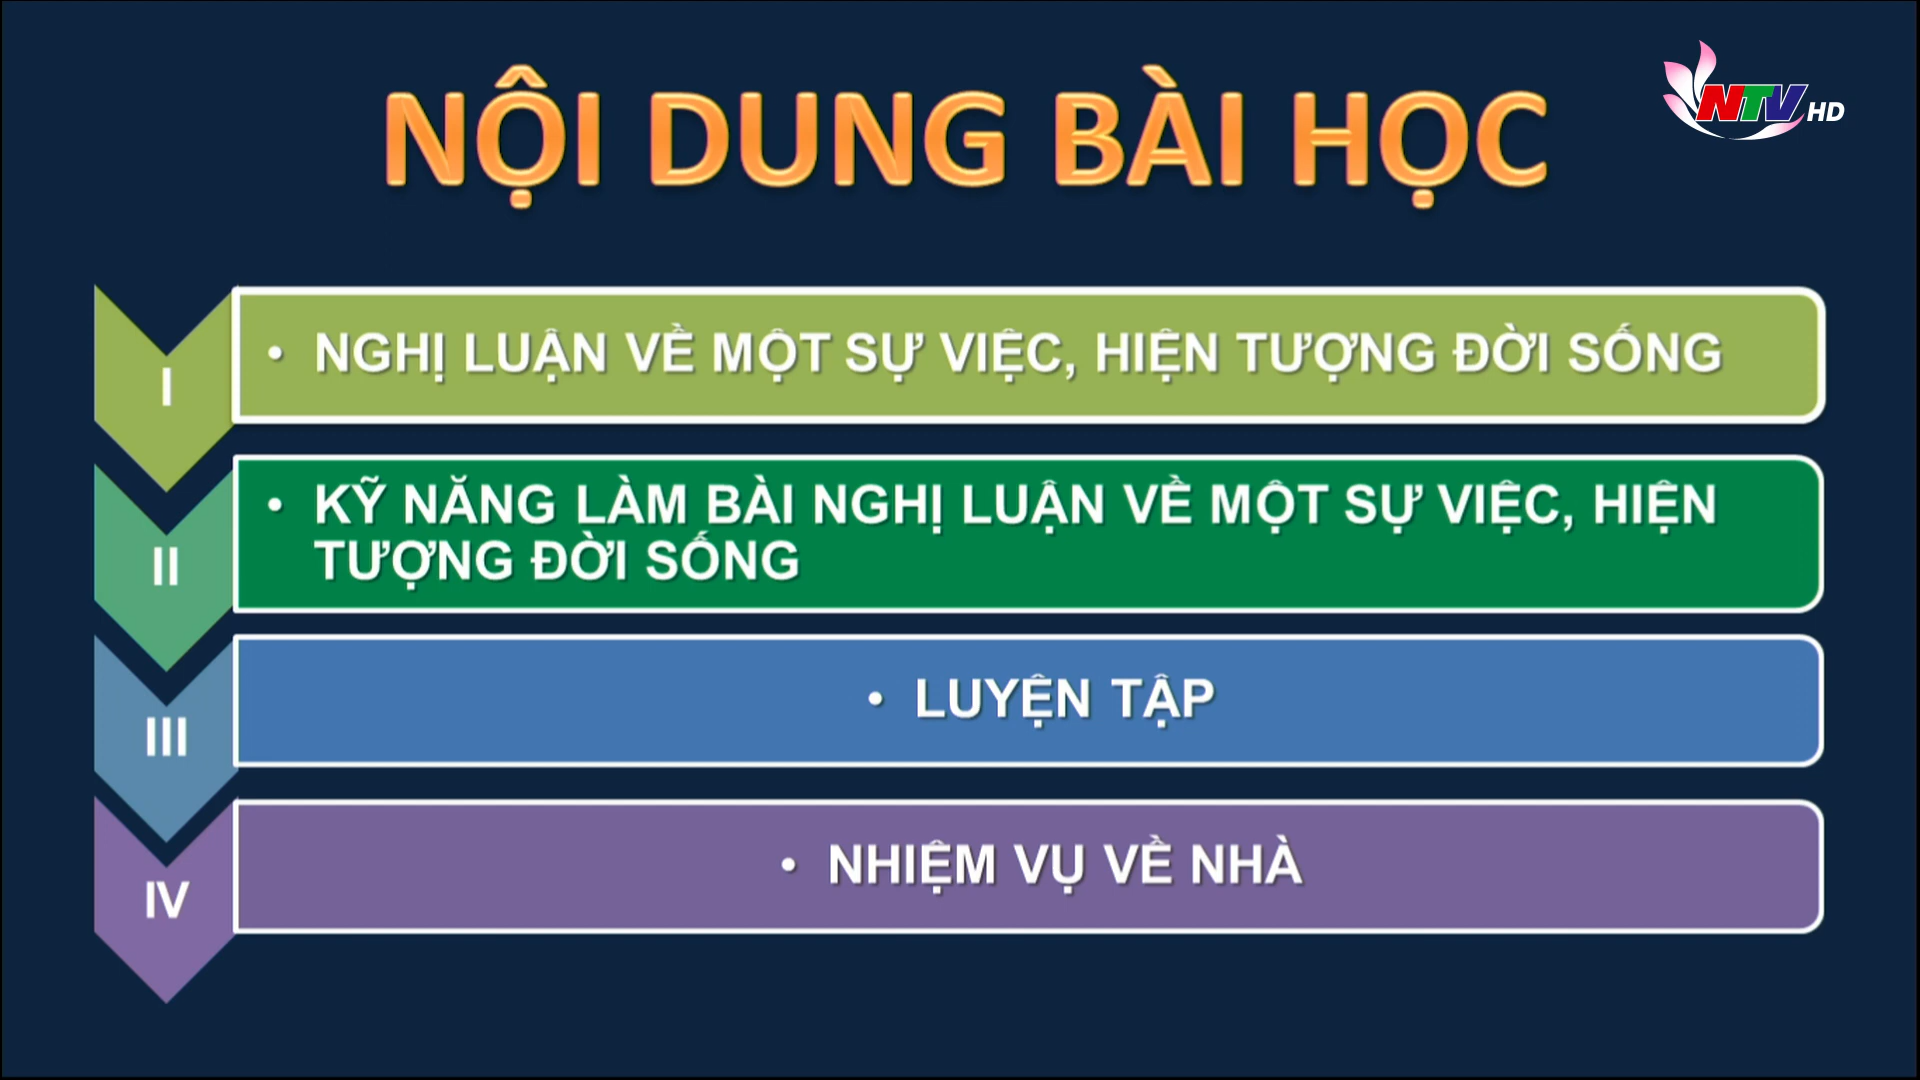 NTV HD
NỘI DUNG BÀI HỌC
I
• NGHỊ LUẬN VỀ MỘT SỰ VIỆC, HIỆN TƯỢNG ĐỜI SỐNG
II
• KỸ NĂNG LÀM BÀI NGHỊ LUẬN VỀ MỘT SỰ VIỆC, HIỆN
TƯỢNG ĐỜI SỐNG
III
• LUYỆN TẬP
IV
• NHIỆM VỤ VỀ NHÀ